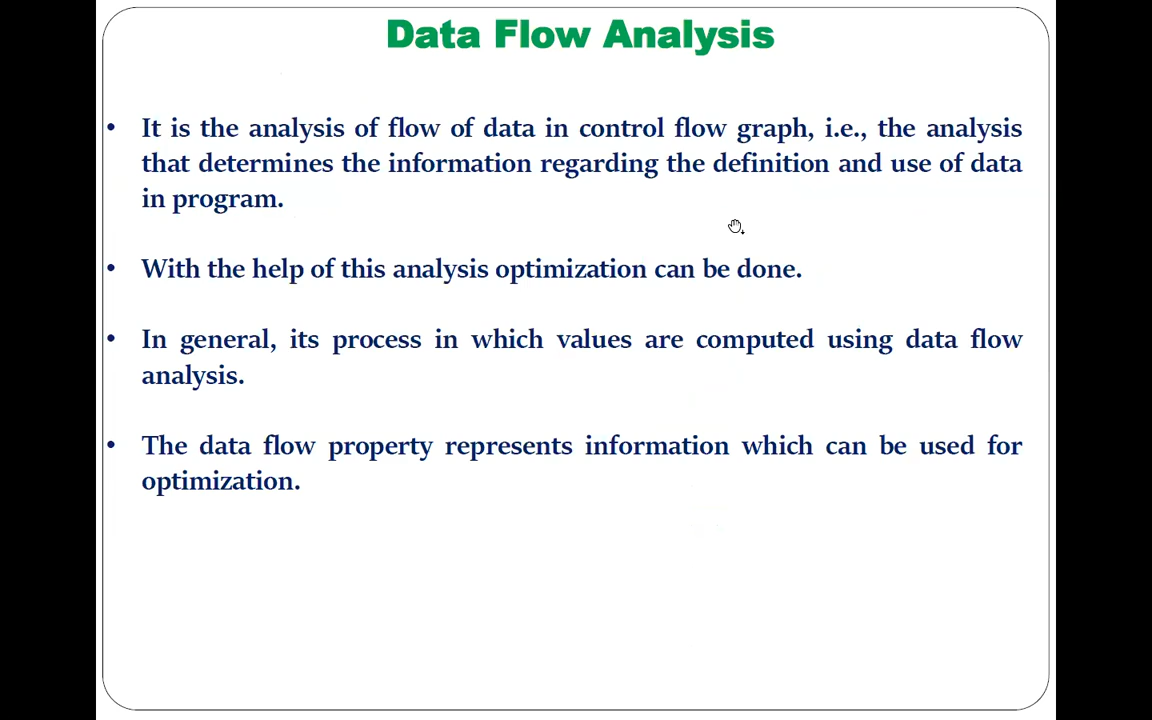 Data Flow Analysis
• It is the analysis of flow of data in control flow graph, i.e., the analysis
that determines the information regarding the definition and use of data
in program.
• With the help of this analysis optimization can be done.
• In general, its process in which values are computed using data flow
analysis.
• The data flow property represents information which can be used for
optimization.